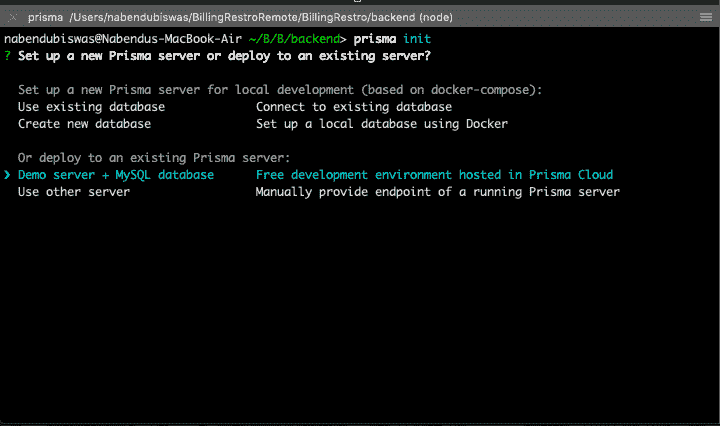 prisma /Users/nabendubiswas/BillingRestroRemote/BillingRestro/backend (node)
nabendubiswas@Nabendus-MacBook-Air ~/B/B/backend> prisma init
? Set up a new Prisma server or deploy to an existing server?
Set up a new Prisma server for local development (based on docker-compose):
Use existing database Connect to existing database
Create new database Set up a local database using Docker
Or deploy to an existing Prisma server:
❯ Demo server + MySQL database Free development environment hosted in Prisma Cloud
Use other server Manually provide endpoint of a running Prisma server